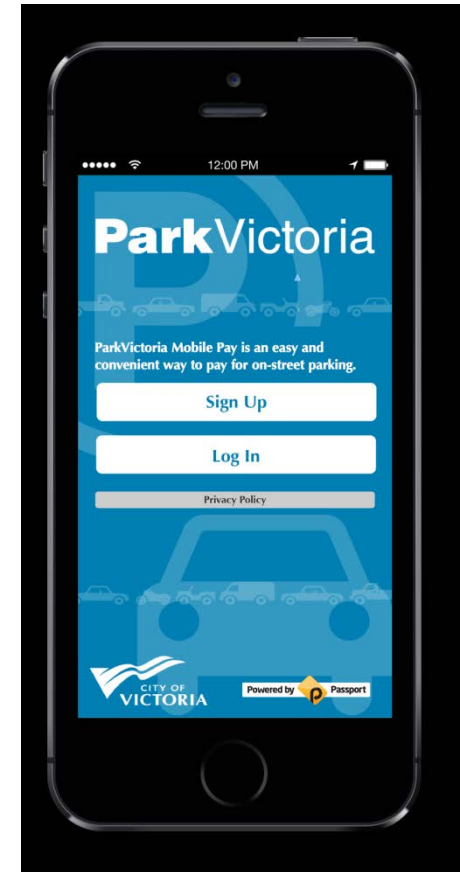 12:00 PM
ParkVictoria
ParkVictoria Mobile Pay is an easy and
convenient way to pay for on-street parking.
Sign Up
Log In
Privacy Policy
CITY OF
VICTORIA
Powered by P Passport